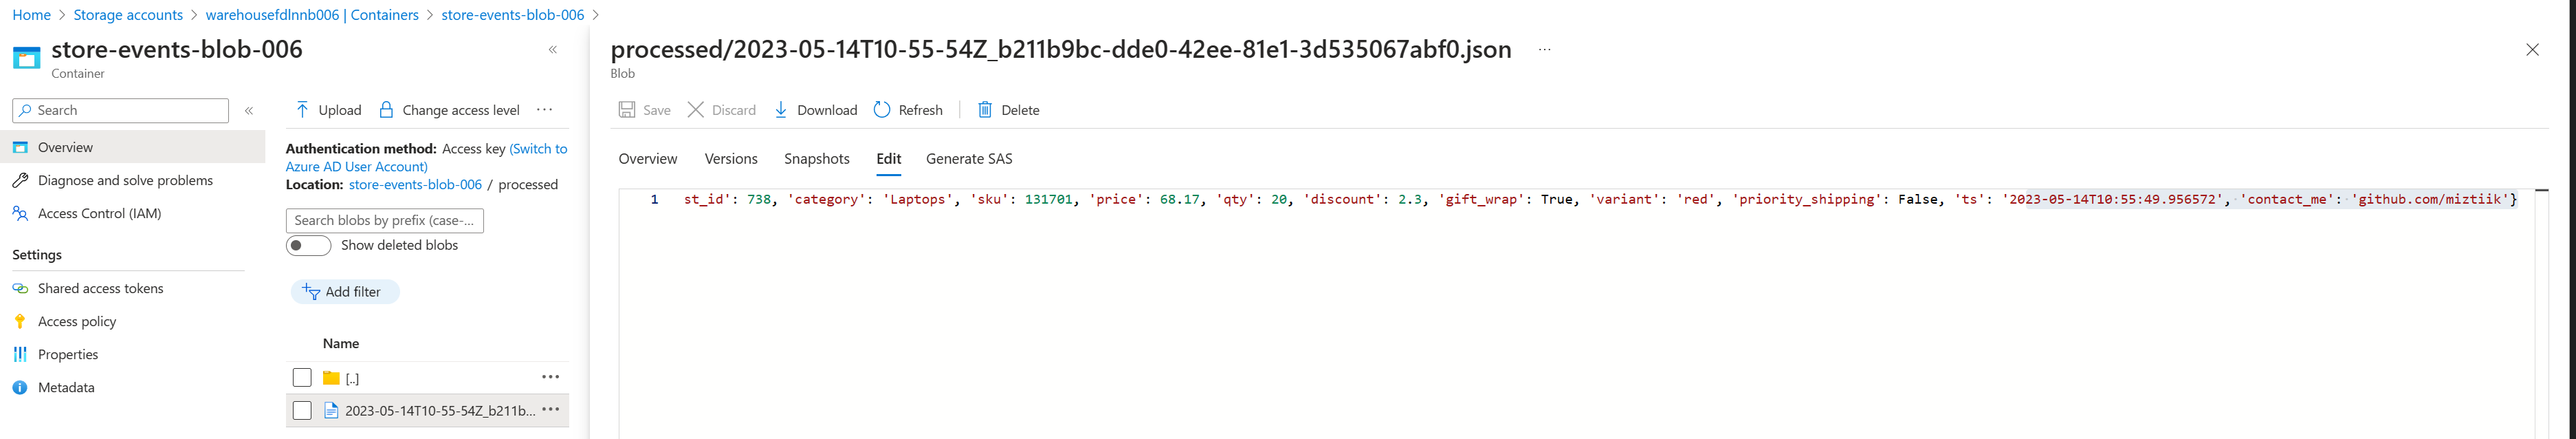 Home > Storage accounts > warehousefdlnnb006 | Containers > store-events-blob-006 >
store-events-blob-006
Container
Search
Overview
Diagnose and solve problems
Access Control (IAM)
Settings
Shared access tokens
Access policy
Properties
Metadata
Upload Change access level ...
Authentication method: Access key (Switch to
Azure AD User Account)
Location: store-events-blob-006 / processed
Search blobs by prefix (case-...
Show deleted blobs
Add filter
Name
[..]
2023-05-14T10-55-54Z_b211b...
processed/2023-05-14T10-55-54Z_b211b9bc-dde0-42ee-81e1-3d535067abf0.json ...
Blob
Save Discard Download Refresh Delete
Overview Versions Snapshots Edit Generate SAS
1 st_id': 738, 'category': 'Laptops', 'sku': 131701, 'price': 68.17, 'qty': 20, 'discount': 2.3, 'gift_wrap': True, 'variant': 'red', 'priority_shipping': False, 'ts': '2023-05-14T10:55:49.956572', 'contact_me': 'github.com/miztiik'}